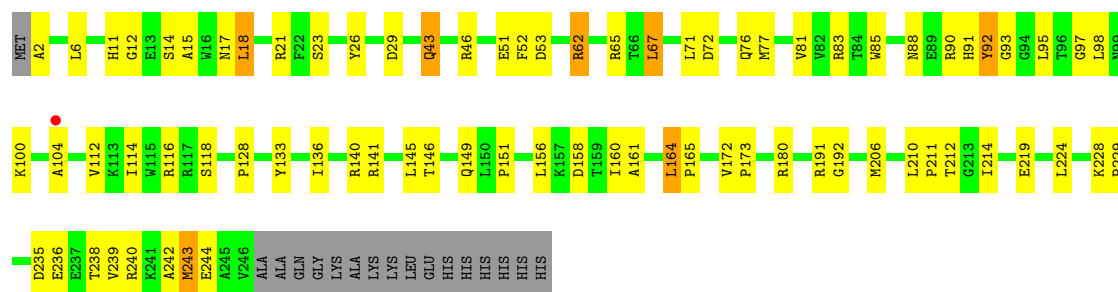 MET A2 L6 H11 G12 E13 S14 A15 W16 N17 L18 R21 F22 S23 Y26 D29 Q43 R46 E51 F52 D53 R62 R65 T66 L67 L71 D72 Q76 M77 V81 V82 R83 T84 W85 N88 E89 R90 H91 Y92 G93 G94 L95 T96 G97 L98 N99
K100 A104 V112 K113 I114 W115 R116 R117 S118 P128 Y133 I136 R140 R141 L145 T146 Q149 L150 P151 L156 K157 D158 T159 I160 A161 L164 P165 V172 P173 R180 R191 G192 M206 L210 P211 T212 G213 I214 E219 L224 K228 P229
D235 E236 E237 T238 V239 R240 K241 A242 M243 E244 A245 V246 ALA ALA GLN GLY LYS ALA LYS LYS LEU GLU HIS HIS HIS HIS HIS HIS